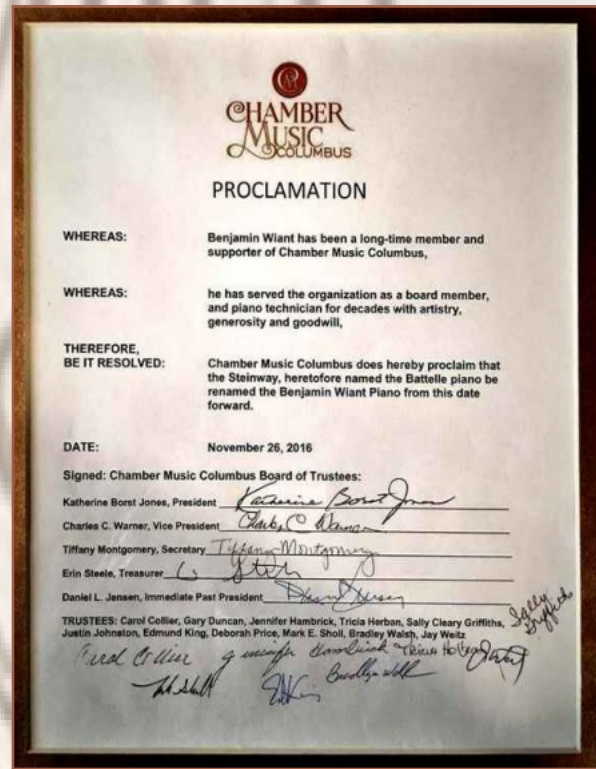 CM
CHAMBER
MUSIC
COLUMBUS
PROCLAMATION
WHEREAS: Benjamin Wiant has been a long-time member and
supporter of Chamber Music Columbus,
WHEREAS: he has served the organization as a board member,
and piano technician for decades with artistry,
generosity and goodwill,
THEREFORE,
BE IT RESOLVED: Chamber Music Columbus does hereby proclaim that
the Steinway, heretofore named the Battelle piano be
renamed the Benjamin Wiant Piano from this date
forward.
DATE: November 26, 2016
Signed: Chamber Music Columbus Board of Trustees:
Katherine Borst Jones, President Katherine Borst Jones
Charles C. Warner, Vice President Charles C Warner
Tiffany Montgomery, Secretary Tiffany Montgomery
Erin Steele, Treasurer
Daniel L. Jensen, Immediate Past President
TRUSTEES: Carol Collier, Gary Duncan, Jennifer Hambrick, Tricia Herban, Sally Cleary Griffiths,
Justin Johnston, Edmund King, Deborah Price, Mark E. Sholl, Bradley Walsh, Jay Weitz
Sally
Griffiths
Carol Collier Jennifer Hambrick Tricia Herban